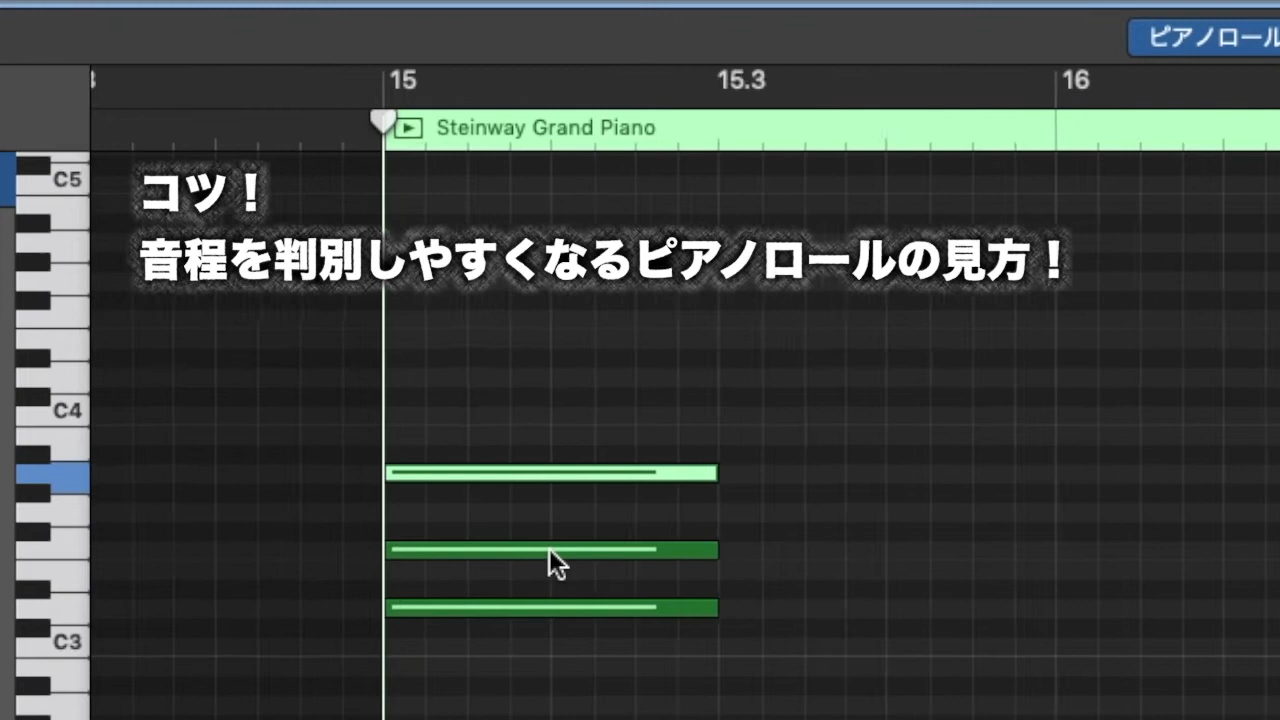 ピアノロール
15
15.3
16
Steinway Grand Piano
C5
コツ！
音程を判別しやすくなるピアノロールの見方！
C4
C3